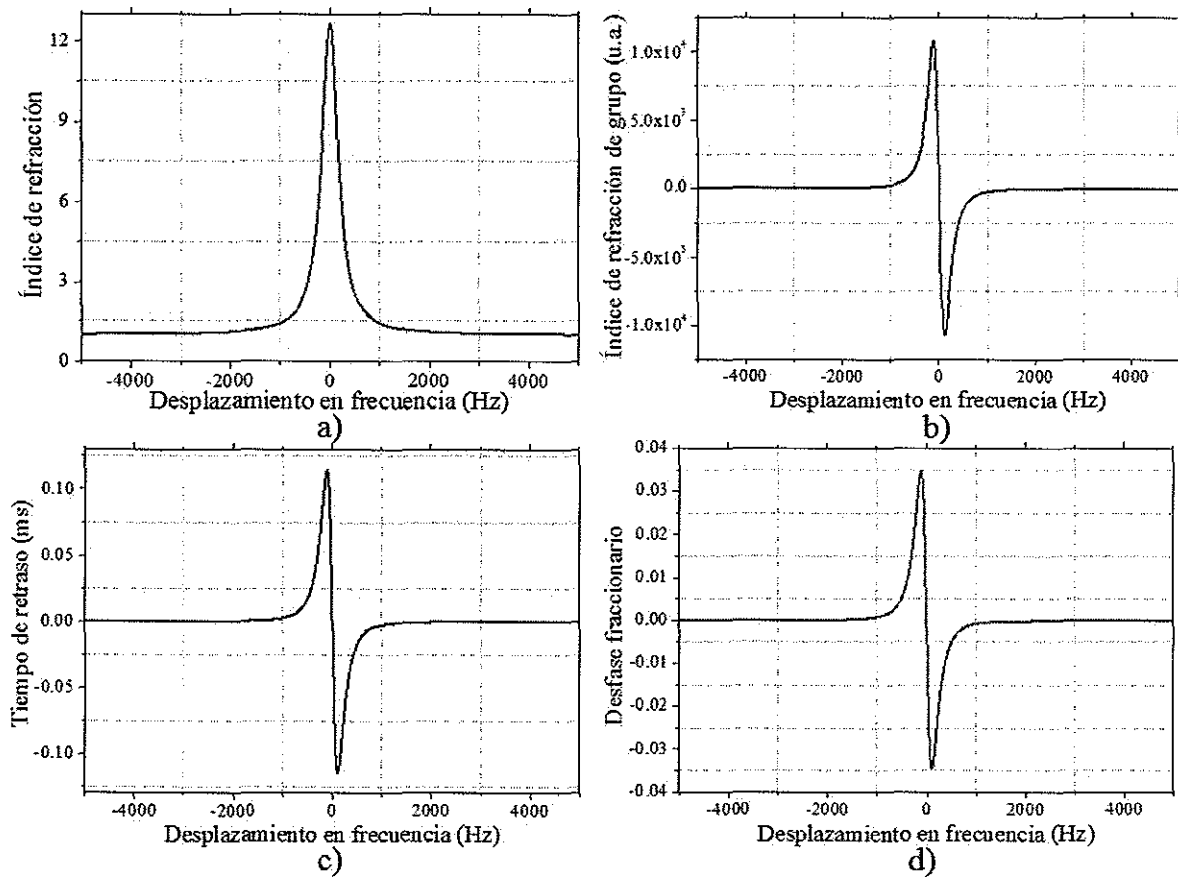 Índice de refracción
12
9
6
3
0
-4000 -2000 0 2000 4000
Desplazamiento en frecuencia (Hz)
a)
Índice de refracción de grupo (u.a.)
1.0x10⁴
0.0
-1.0x10⁴
-4000 -2000 0 2000 4000
Desplazamiento en frecuencia (Hz)
b)
Tiempo de retraso (ms)
0.10
0.05
0.00
-0.05
-0.10
-4000 -2000 0 2000 4000
Desplazamiento en frecuencia (Hz)
c)
Desfase fraccionario
0.04
0.03
0.02
0.01
0.00
-0.01
-0.02
-0.03
-0.04
-4000 -2000 0 2000 4000
Desplazamiento en frecuencia (Hz)
d)